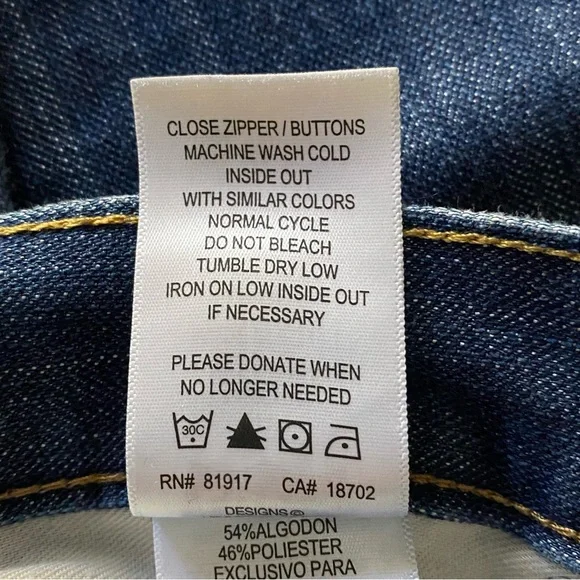 CLOSE ZIPPER / BUTTONS
MACHINE WASH COLD
INSIDE OUT
WITH SIMILAR COLORS
NORMAL CYCLE
DO NOT BLEACH
TUMBLE DRY LOW
IRON ON LOW INSIDE OUT
IF NECESSARY
PLEASE DONATE WHEN
NO LONGER NEEDED
30C
RN# 81917 CA# 18702
DESIGNS®
54%ALGODON
46%POLIESTER
EXCLUSIVO PARA